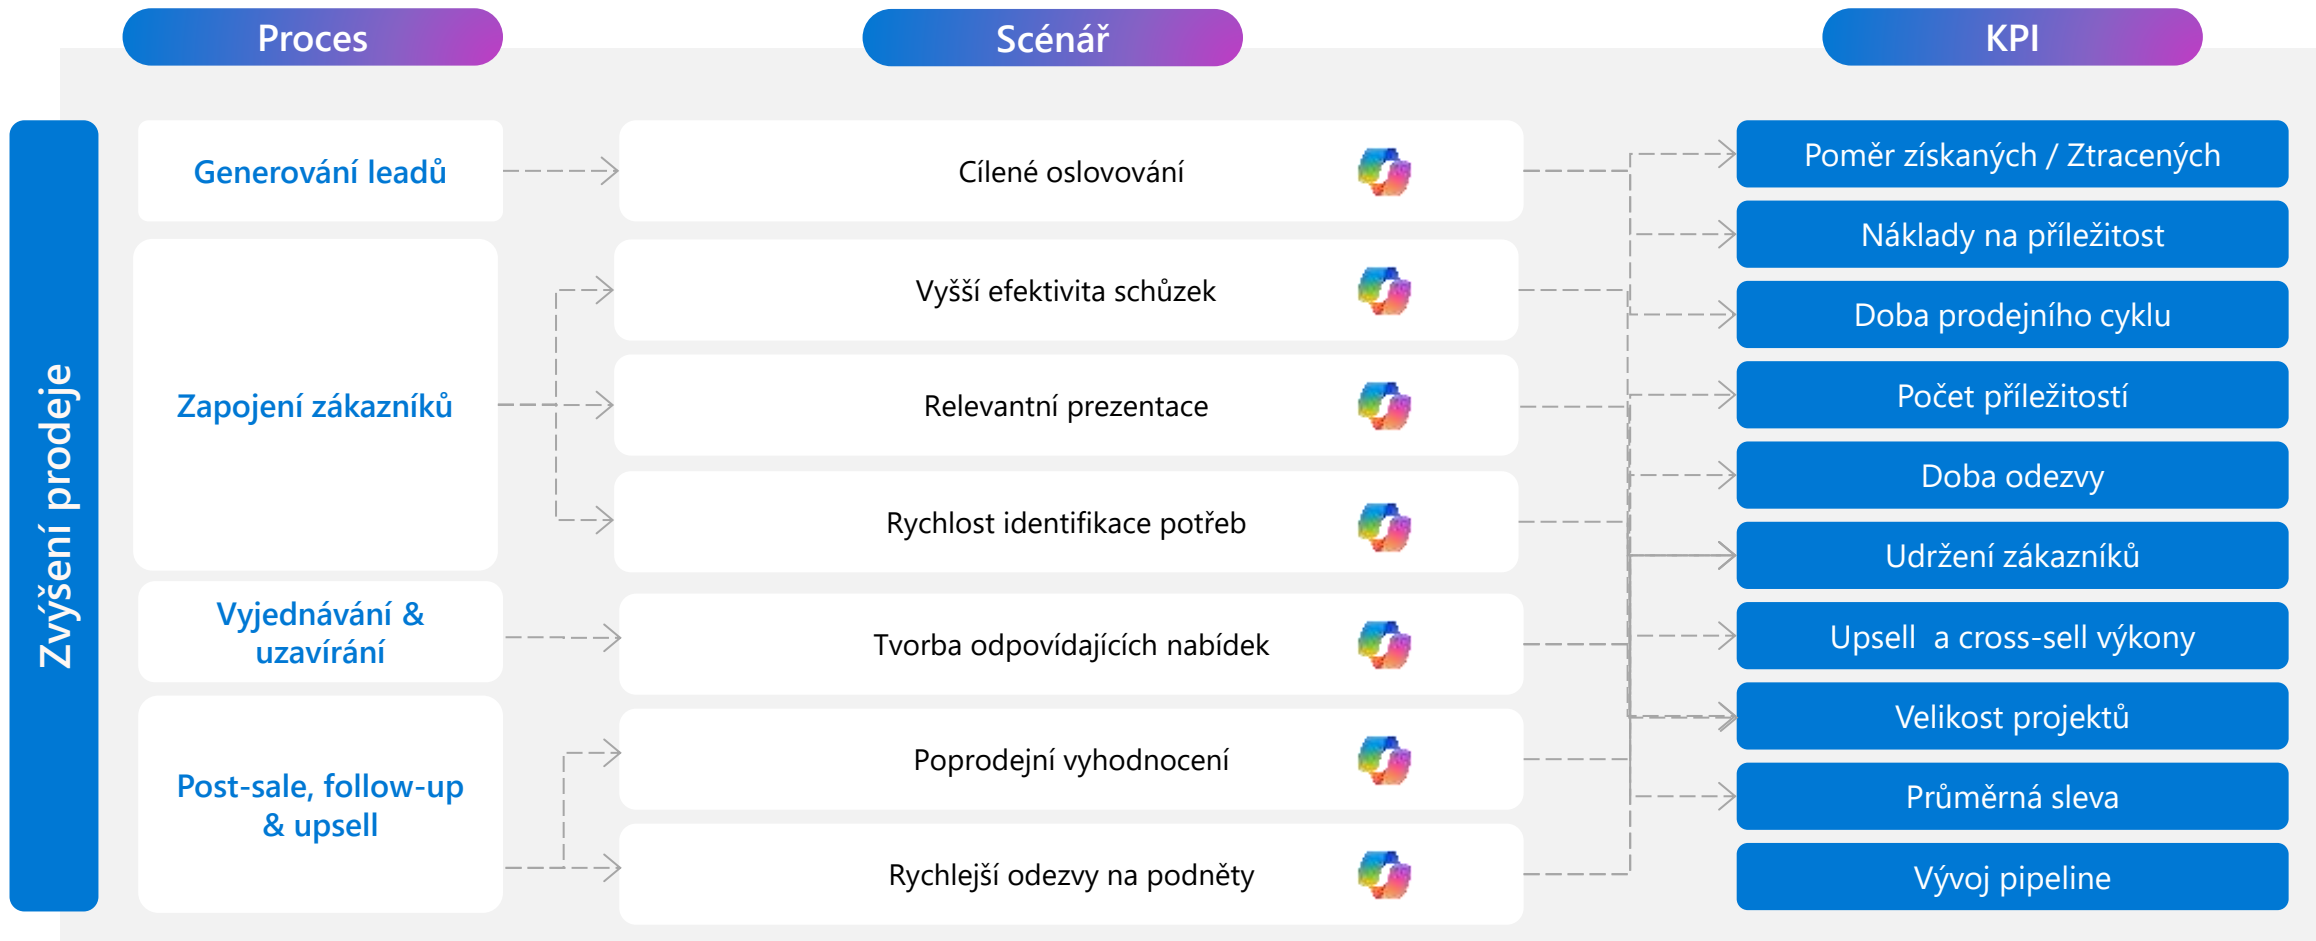 Proces
Scénář
KPI
Zvýšení prodeje
Generování leadů
Zapojení zákazníků
Vyjednávání &
uzavírání
Post-sale, follow-up
& upsell
Cílené oslovování
Vyšší efektivita schůzek
Relevantní prezentace
Rychlost identifikace potřeb
Tvorba odpovídajících nabídek
Poprodejní vyhodnocení
Rychlejší odezvy na podněty
Poměr získaných / Ztracených
Náklady na příležitost
Doba prodejního cyklu
Počet příležitostí
Doba odezvy
Udržení zákazníků
Upsell  a cross-sell výkony
Velikost projektů
Průměrná sleva
Vývoj pipeline